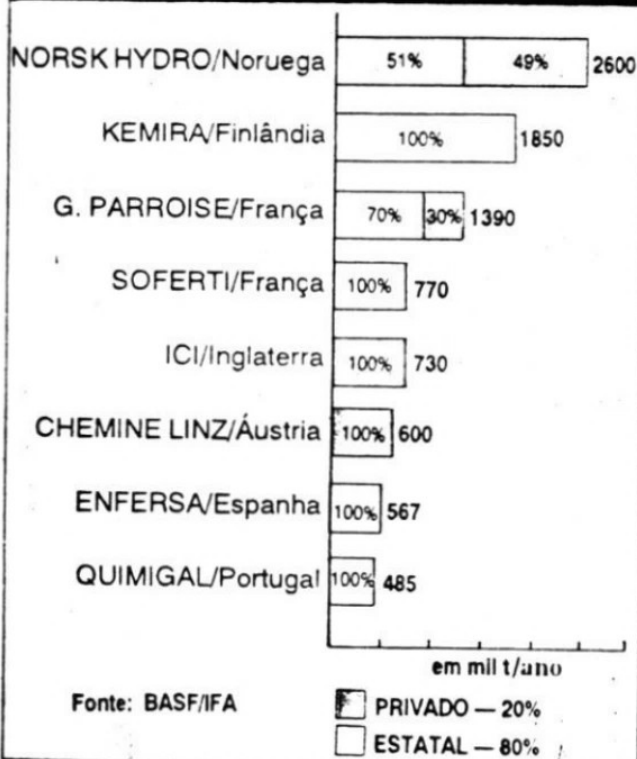 NORSK HYDRO/Noruega 51% 49% 2600
KEMIRA/Finlândia 100% 1850
G. PARROISE/França 70% 30% 1390
SOFERTI/França 100% 770
ICI/Inglaterra 100% 730
CHEMINE LINZ/Áustria 100% 600
ENFERSA/Espanha 100% 567
QUIMIGAL/Portugal 100% 485
em mil t/ano
Fonte: BASF/IFA
PRIVADO — 20%
ESTATAL — 80%